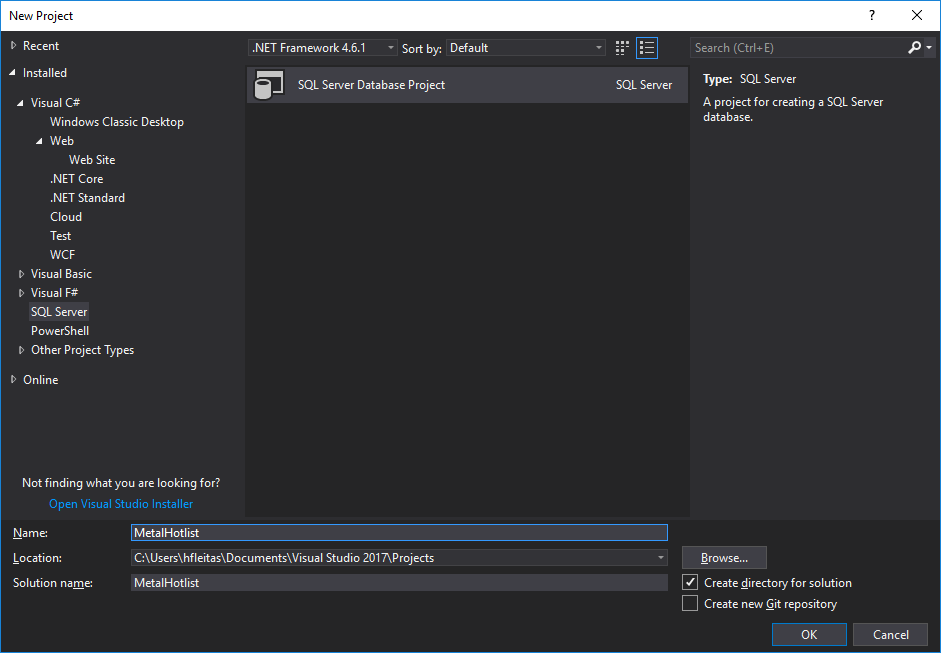 New Project
?
Recent
Installed
Visual C#
Windows Classic Desktop
Web
Web Site
.NET Core
.NET Standard
Cloud
Test
WCF
Visual Basic
Visual F#
SQL Server
PowerShell
Other Project Types
Online
Not finding what you are looking for?
Open Visual Studio Installer
.NET Framework 4.6.1 Sort by: Default
SQL Server Database Project SQL Server
Search (Ctrl+E)
Type: SQL Server
A project for creating a SQL Server
database.
Name: MetalHotlist
Location: C:\Users\hfleitas\Documents\Visual Studio 2017\Projects Browse...
Solution name: MetalHotlist
Create directory for solution
Create new Git repository
OK Cancel